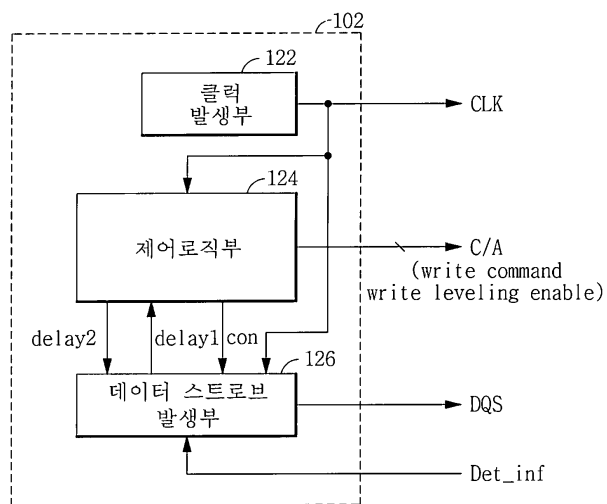 102
122
클럭
발생부
CLK
124
제어로직부
C/A
(write command
write leveling enable)
delay2
delay1
con
126
데이터 스트로브
발생부
DQS
Det_inf